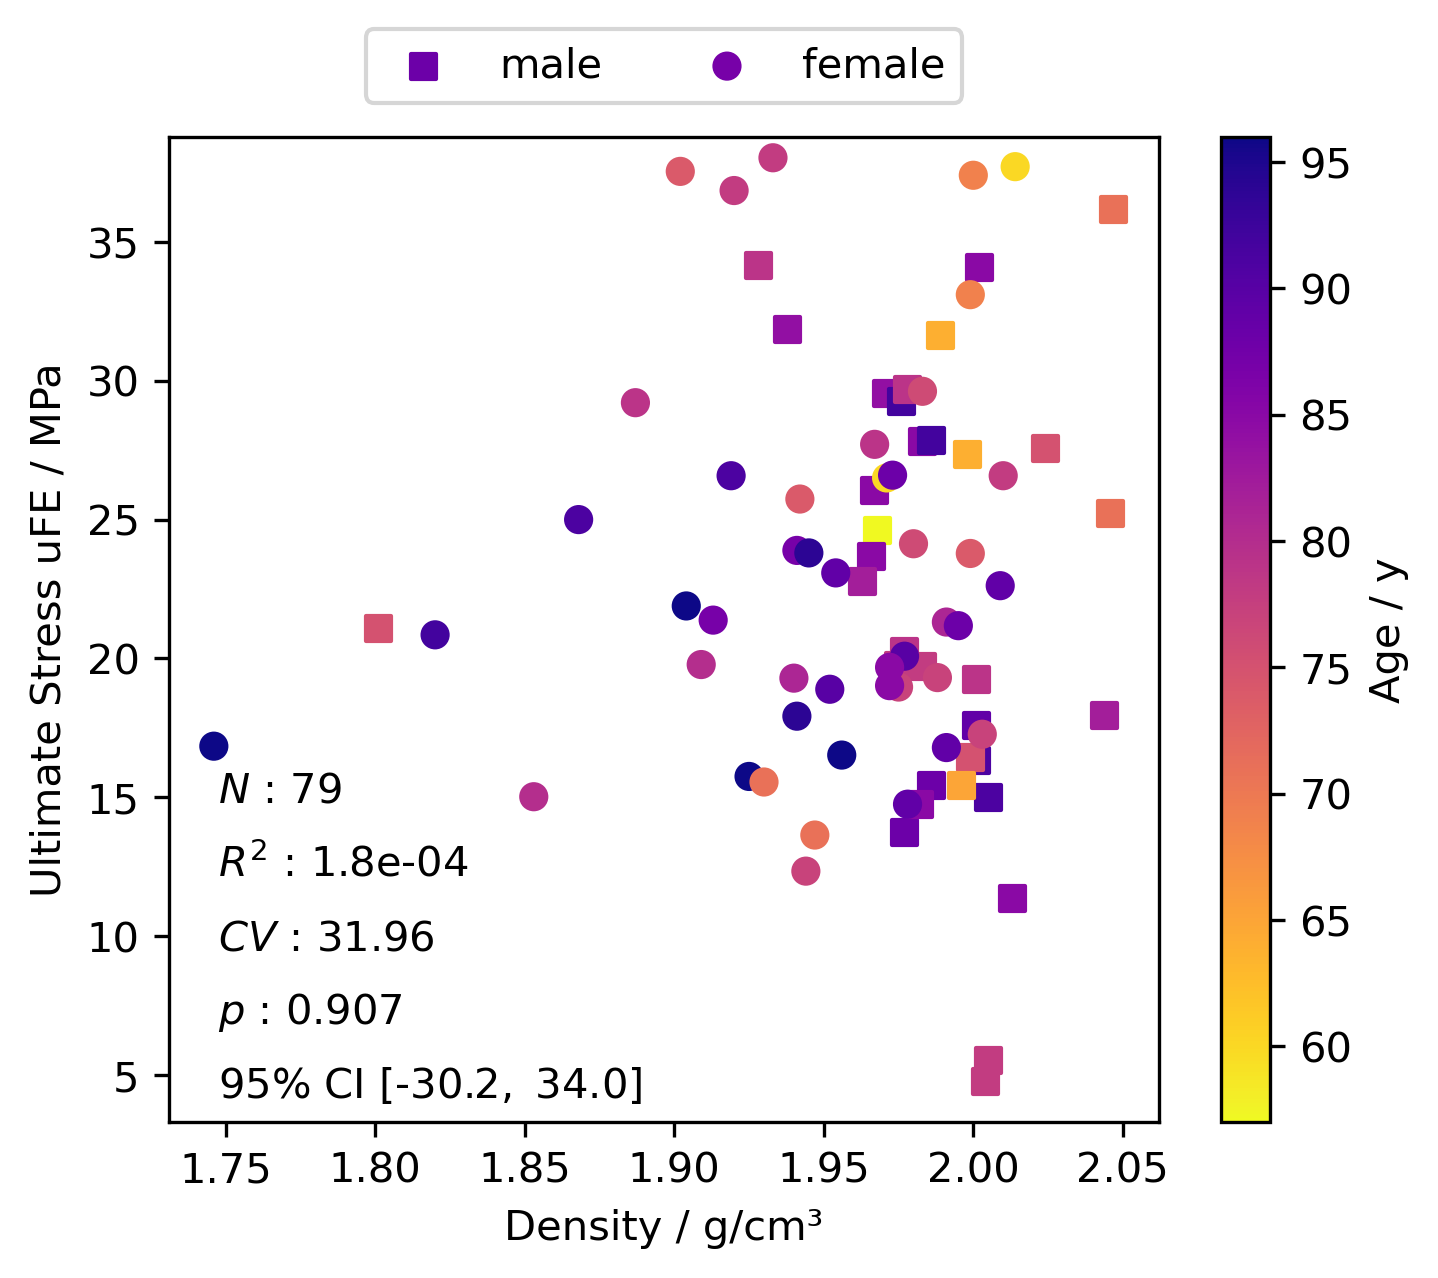 male female
Ultimate Stress uFE / MPa
35
30
25
20
15
10
5
N : 79
R² : 1.8e-04
CV : 31.96
p : 0.907
95% CI [-30.2, 34.0]
1.75 1.80 1.85 1.90 1.95 2.00 2.05
Density / g/cm³
95
90
85
80
75
70
65
60
Age / y